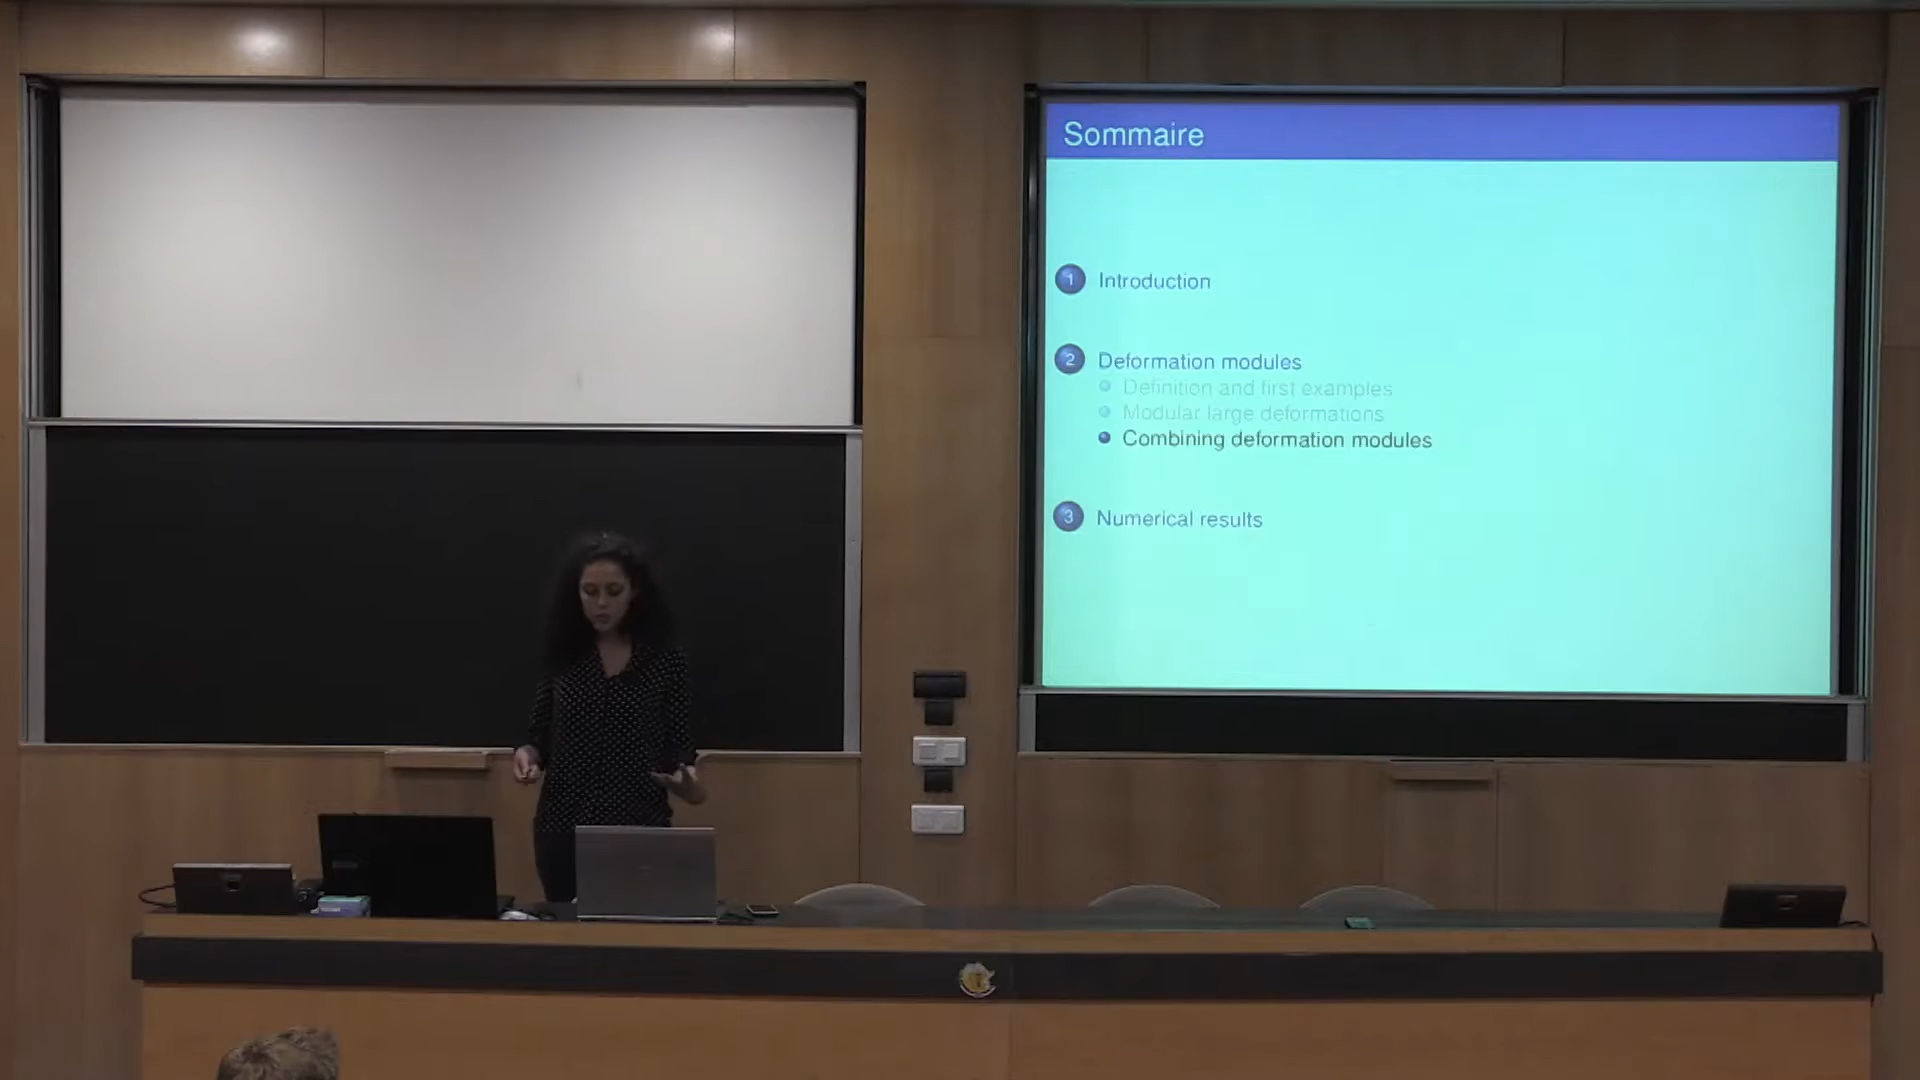 Sommaire
1 Introduction
2 Deformation modules
Definition and first examples
Modular large deformations
Combining deformation modules
3 Numerical results